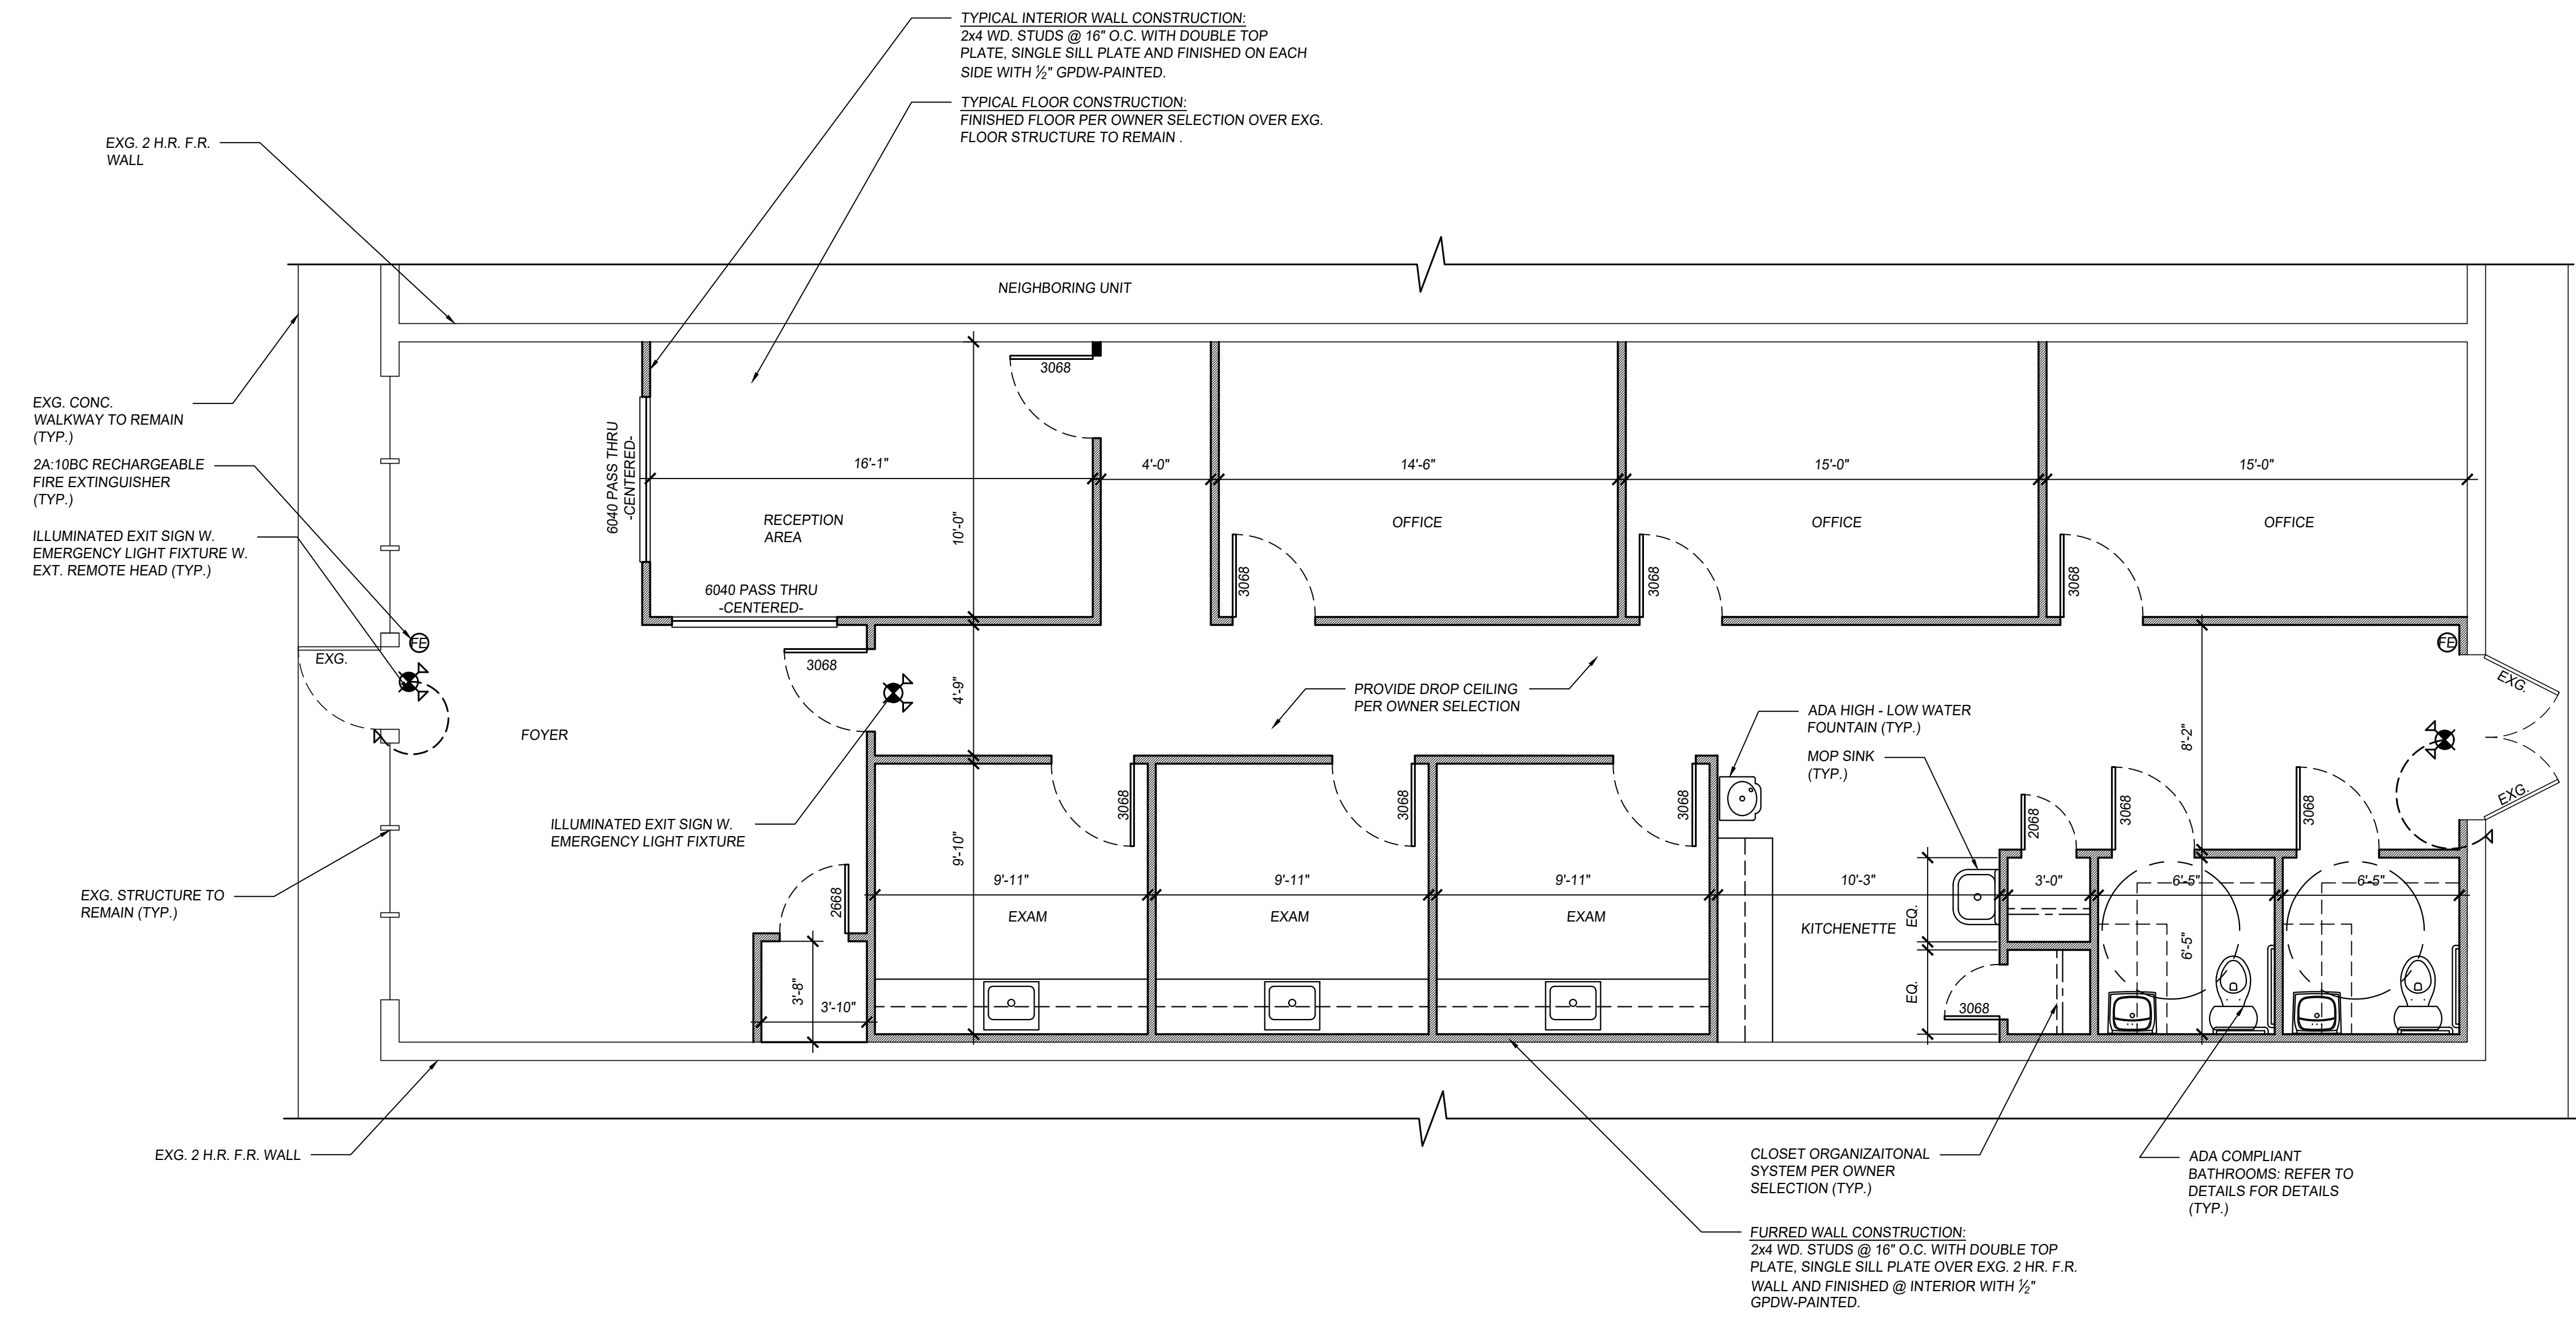 TYPICAL INTERIOR WALL CONSTRUCTION:
2x4 WD. STUDS @ 16" O.C. WITH DOUBLE TOP
PLATE, SINGLE SILL PLATE AND FINISHED ON EACH
SIDE WITH ½" GPDW-PAINTED.
TYPICAL FLOOR CONSTRUCTION:
FINISHED FLOOR PER OWNER SELECTION OVER EXG.
FLOOR STRUCTURE TO REMAIN .
EXG. 2 H.R. F.R.
WALL
NEIGHBORING UNIT
EXG. CONC.
WALKWAY TO REMAIN
(TYP.)
2A:10BC RECHARGEABLE
FIRE EXTINGUISHER
(TYP.)
ILLUMINATED EXIT SIGN W.
EMERGENCY LIGHT FIXTURE W.
EXT. REMOTE HEAD (TYP.)
3068
6040 PASS THRU
-CENTERED-
16'-1"
4'-0"
14'-6"
15'-0"
15'-0"
RECEPTION
AREA
10'-0"
OFFICE
OFFICE
OFFICE
6040 PASS THRU
-CENTERED-
3068
3068
3068
FE
FE
EXG.
3068
EXG.
4'-9"
PROVIDE DROP CEILING
PER OWNER SELECTION
ADA HIGH - LOW WATER
FOUNTAIN (TYP.)
FOYER
8'-2"
MOP SINK
(TYP.)
EXG.
3068
3068
3068
2068
3068
3068
ILLUMINATED EXIT SIGN W.
EMERGENCY LIGHT FIXTURE
9'-10"
EXG. STRUCTURE TO
REMAIN (TYP.)
2668
9'-11"
9'-11"
9'-11"
10'-3"
3'-0"
6'-5"
6'-5"
EXAM
EXAM
EXAM
KITCHENETTE
EQ.
6'-5"
3'-8"
3'-10"
EQ.
3068
EXG. 2 H.R. F.R. WALL
CLOSET ORGANIZAITONAL
SYSTEM PER OWNER
SELECTION (TYP.)
ADA COMPLIANT
BATHROOMS: REFER TO
DETAILS FOR DETAILS
(TYP.)
FURRED WALL CONSTRUCTION:
2x4 WD. STUDS @ 16" O.C. WITH DOUBLE TOP
PLATE, SINGLE SILL PLATE OVER EXG. 2 HR. F.R.
WALL AND FINISHED @ INTERIOR WITH ½"
GPDW-PAINTED.